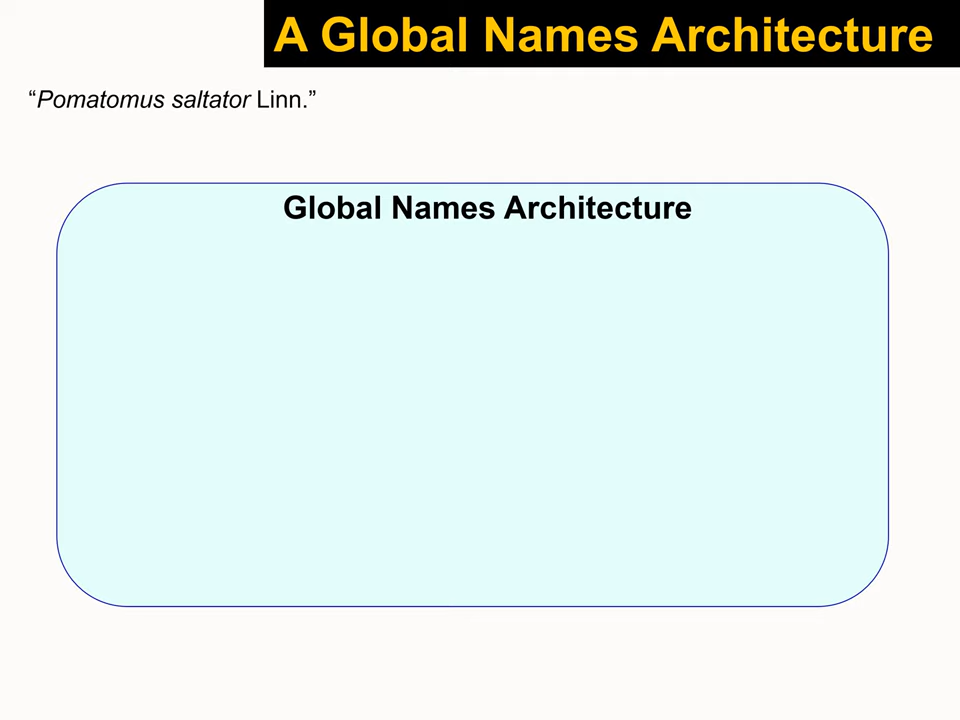 A Global Names Architecture
“Pomatomus saltator Linn.”
Global Names Architecture